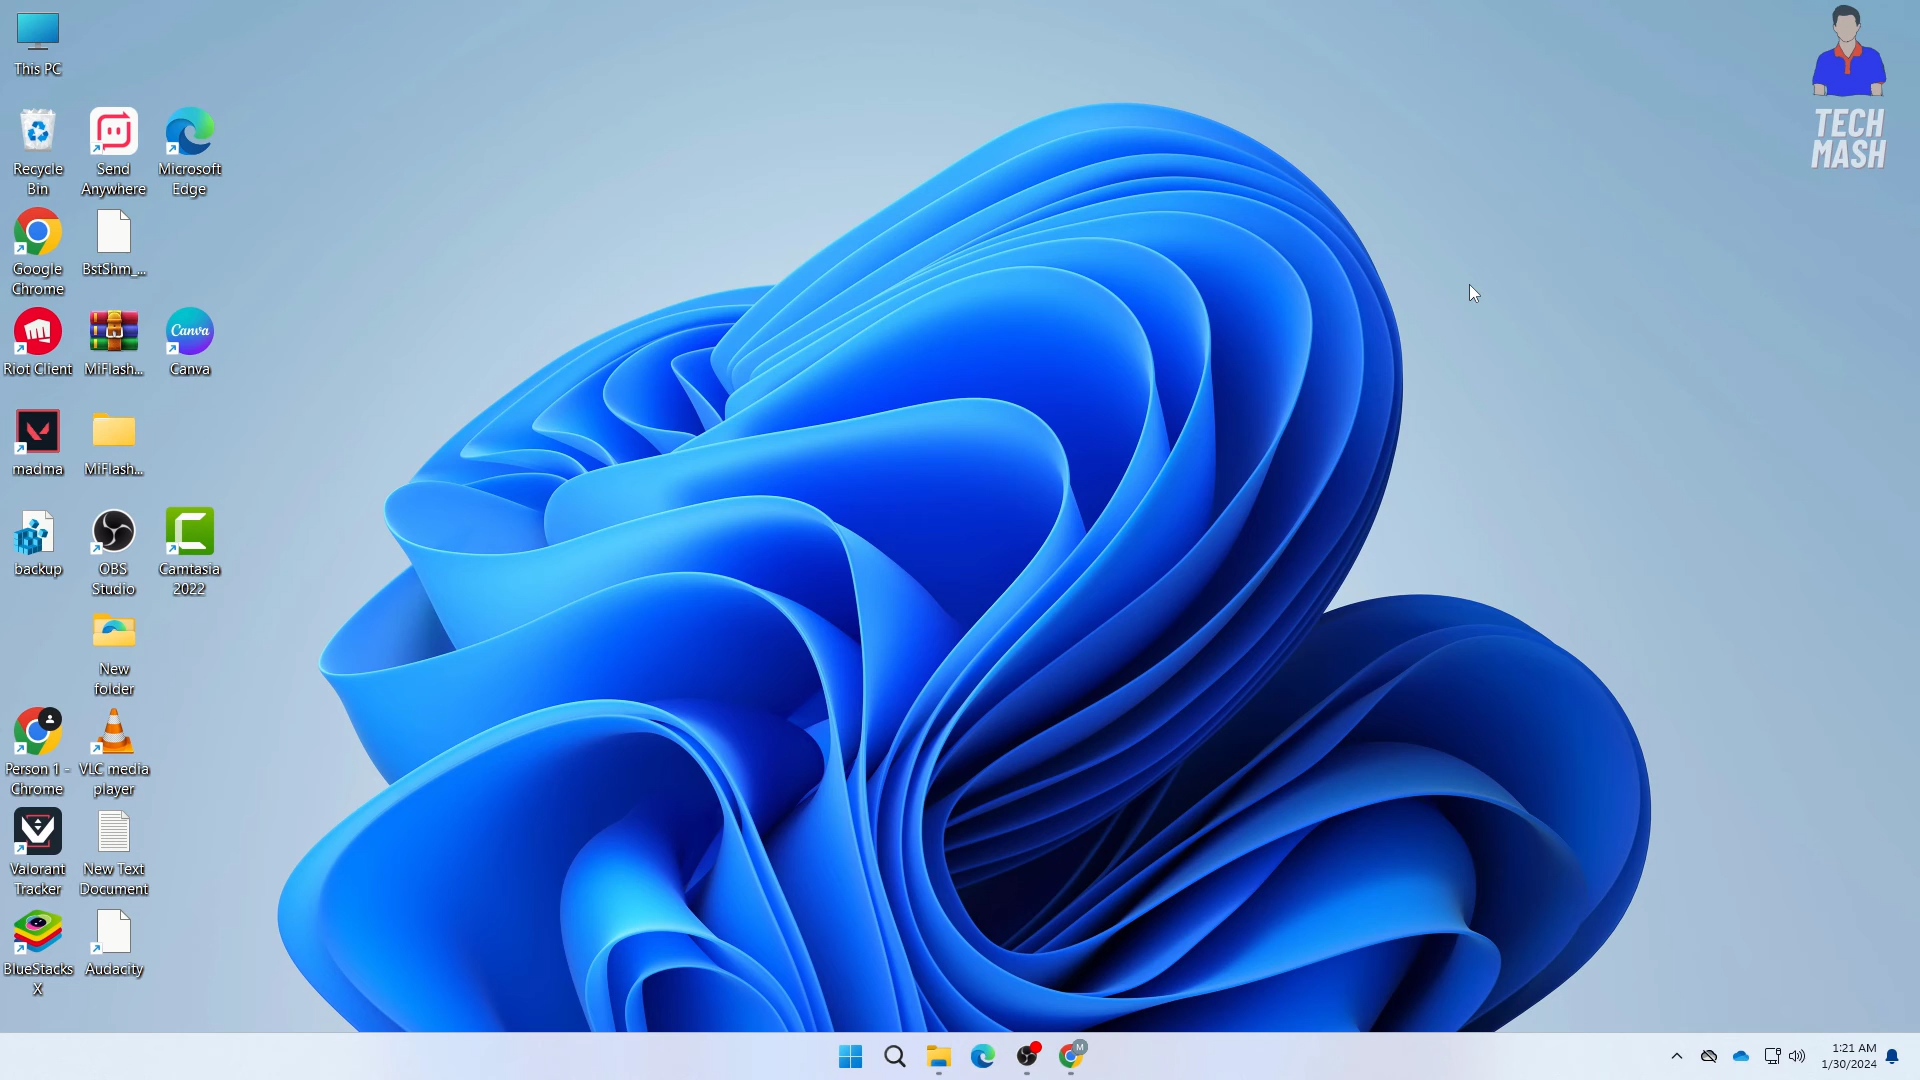 This PC
Recycle
Bin
Send
Anywhere
Microsoft
Edge
Google
Chrome
BstShm_...
Riot Client
MiFlash...
Canva
Canva
madma
MiFlash...
backup
OBS
Studio
Camtasia
2022
New
folder
Person 1 -
Chrome
VLC media
player
Valorant
Tracker
New Text
Document
BlueStacks
X
Audacity
TECH
MASH
M
1:21 AM
1/30/2024